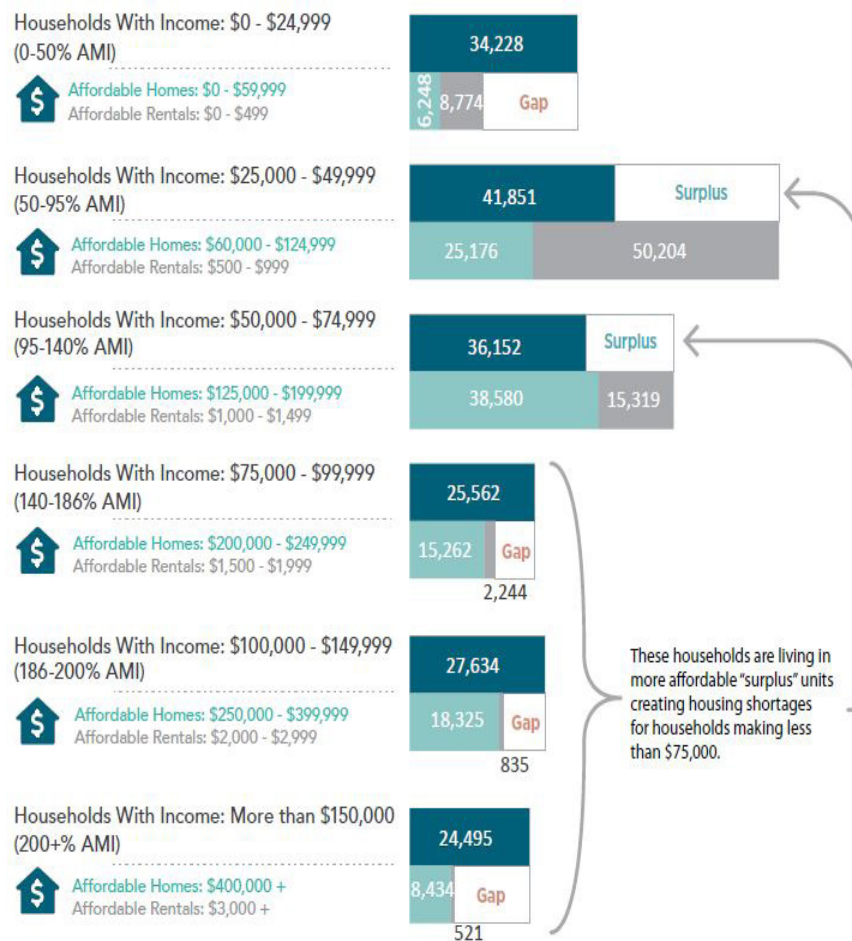 Households With Income: $0 - $24,999
(0-50% AMI)
$
Affordable Homes: $0 - $59,999
Affordable Rentals: $0 - $499
34,228
6,248
8,774
Gap
Households With Income: $25,000 - $49,999
(50-95% AMI)
$
Affordable Homes: $60,000 - $124,999
Affordable Rentals: $500 - $999
41,851
Surplus
25,176
50,204
Households With Income: $50,000 - $74,999
(95-140% AMI)
$
Affordable Homes: $125,000 - $199,999
Affordable Rentals: $1,000 - $1,499
36,152
Surplus
38,580
15,319
Households With Income: $75,000 - $99,999
(140-186% AMI)
$
Affordable Homes: $200,000 - $249,999
Affordable Rentals: $1,500 - $1,999
25,562
15,262
Gap
2,244
Households With Income: $100,000 - $149,999
(186-200% AMI)
$
Affordable Homes: $250,000 - $399,999
Affordable Rentals: $2,000 - $2,999
27,634
18,325
Gap
835
These households are living in
more affordable "surplus" units
creating housing shortages
for households making less
than $75,000.
Households With Income: More than $150,000
(200+% AMI)
$
Affordable Homes: $400,000 +
Affordable Rentals: $3,000 +
24,495
8,434
Gap
521